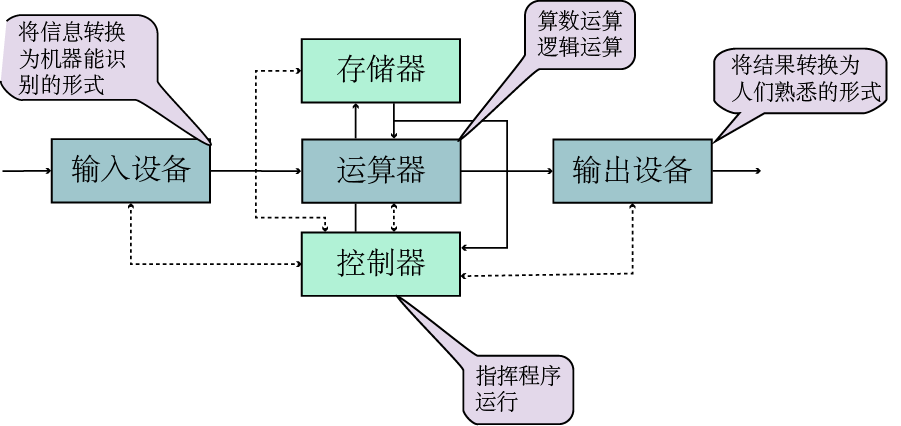 将信息转换
为机器能识
别的形式
算数运算
逻辑运算
存储器
将结果转换为
人们熟悉的形式
输入设备
运算器
输出设备
控制器
指挥程序
运行